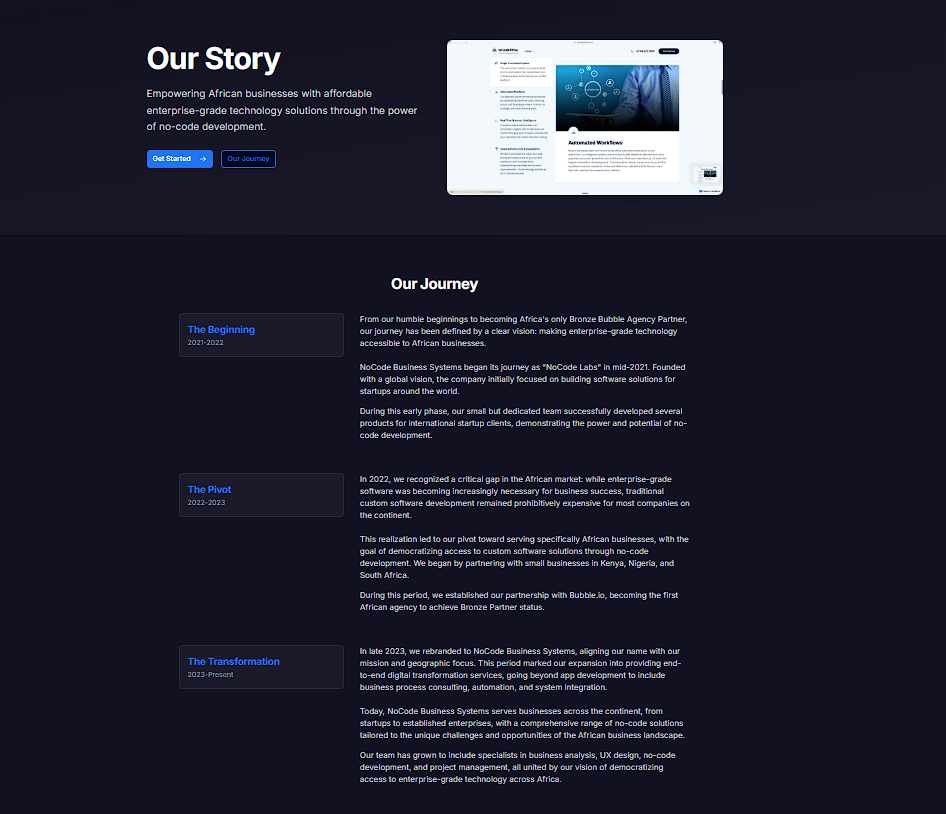 Our Story
Empowering African businesses with affordable
enterprise-grade technology solutions through the power
of no-code development.
Get Started →
Our Journey
Automated Workflows
Our Journey
The Beginning
2021-2022
From our humble beginnings to becoming Africa's only Bronze Bubble Agency Partner,
our journey has been defined by a clear vision: making enterprise-grade technology
accessible to African businesses.
NoCode Business Systems began its journey as "NoCode Labs" in mid-2021. Founded
with a global vision, the company initially focused on building software solutions for
startups around the world.
During this early phase, our small but dedicated team successfully developed several
products for international startup clients, demonstrating the power and potential of no-
code development.
The Pivot
2022-2023
In 2022, we recognized a critical gap in the African market: while enterprise-grade
software was becoming increasingly necessary for business success, traditional
custom software development remained prohibitively expensive for most companies on
the continent.
This realization led to our pivot toward serving specifically African businesses, with the
goal of democratizing access to custom software solutions through no-code
development. We began by partnering with small businesses in Kenya, Nigeria, and
South Africa.
During this period, we established our partnership with Bubble.io, becoming the first
African agency to achieve Bronze Partner status.
The Transformation
2023-Present
In late 2023, we rebranded to NoCode Business Systems, aligning our name with our
mission and geographic focus. This period marked our expansion into providing end-
to-end digital transformation services, going beyond app development to include
business process consulting, automation, and system integration.
Today, NoCode Business Systems serves businesses across the continent, from
startups to established enterprises, with a comprehensive range of no-code solutions
tailored to the unique challenges and opportunities of the African business landscape.
Our team has grown to include specialists in business analysis, UX design, no-code
development, and project management, all united by our vision of democratizing
access to enterprise-grade technology across Africa.